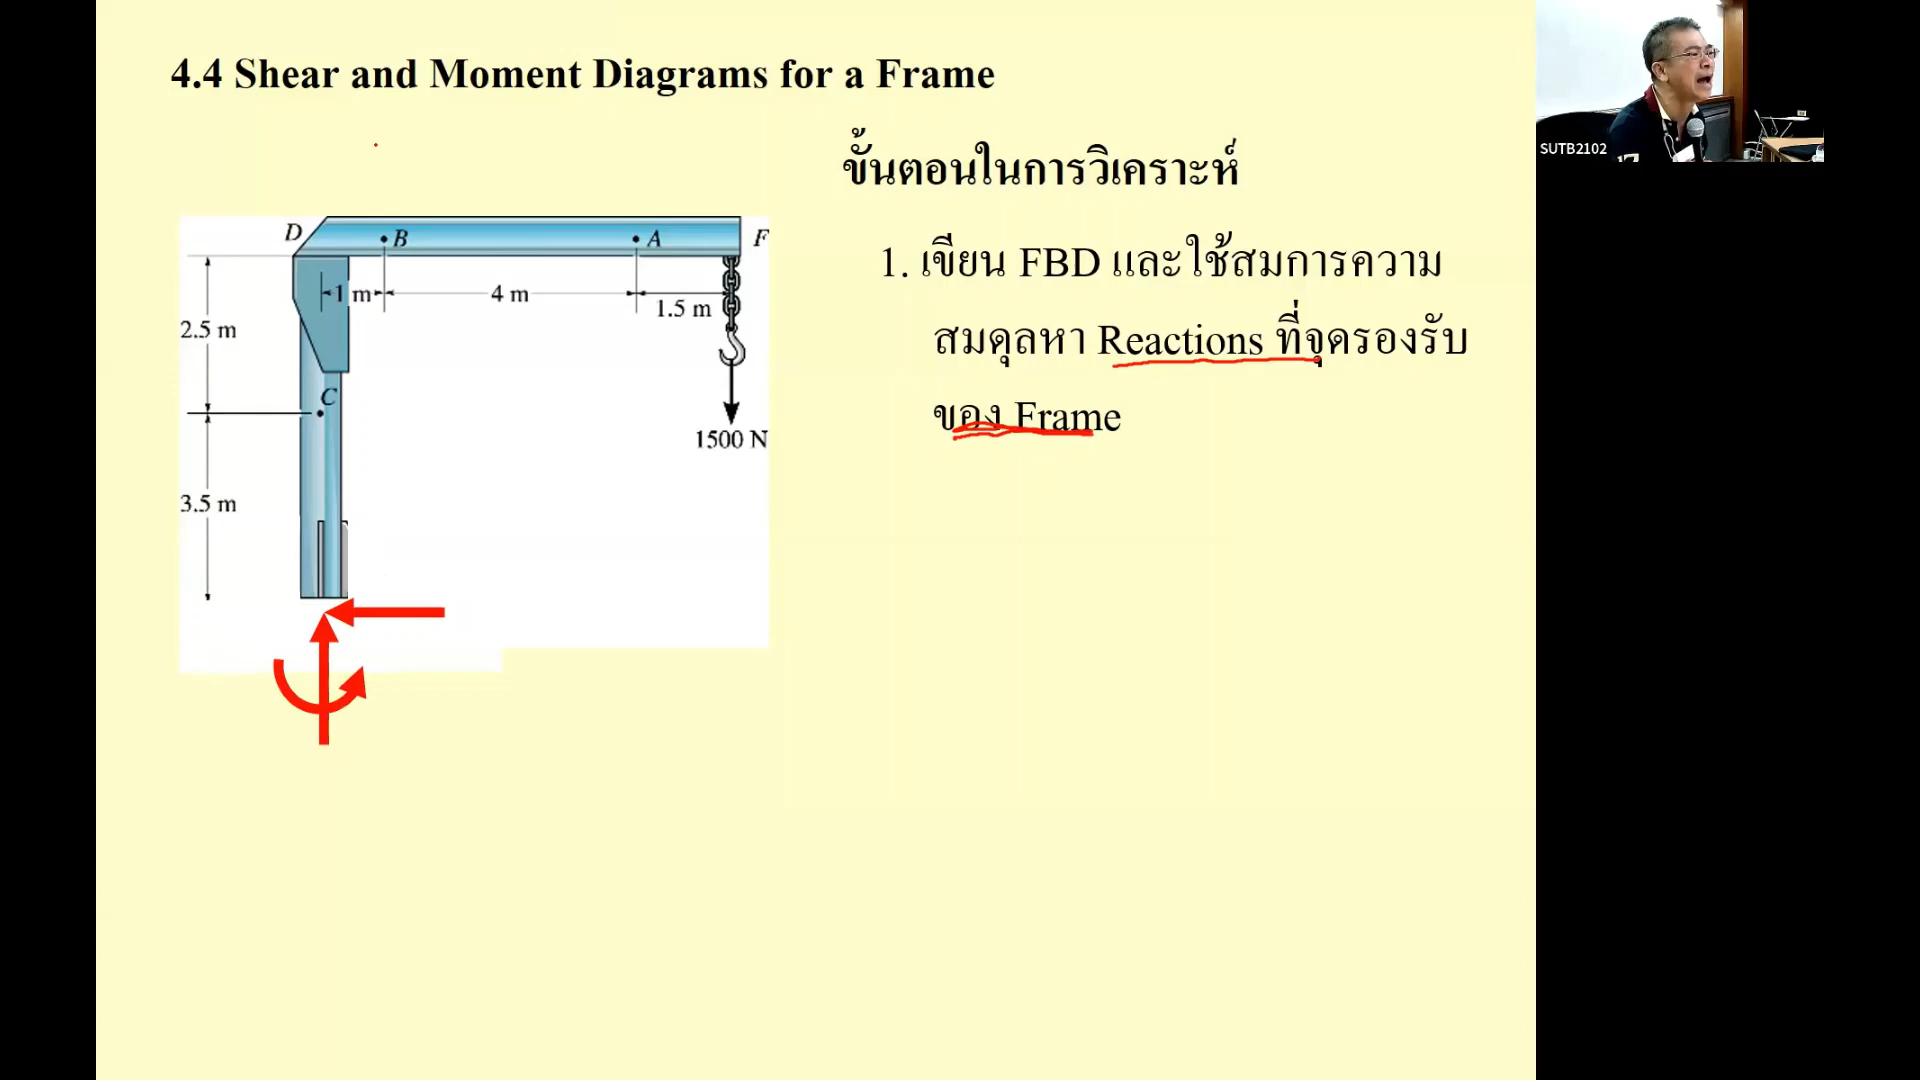 4.4 Shear and Moment Diagrams for a Frame
ขั้นตอนในการวิเคราะห์
1. เขียน FBD และใช้สมการความ
สมดุลหา Reactions ที่จุดรองรับ
ของ Frame
D
B
A
F
1 m
4 m
1.5 m
2.5 m
C
1500 N
3.5 m
SUTB2102